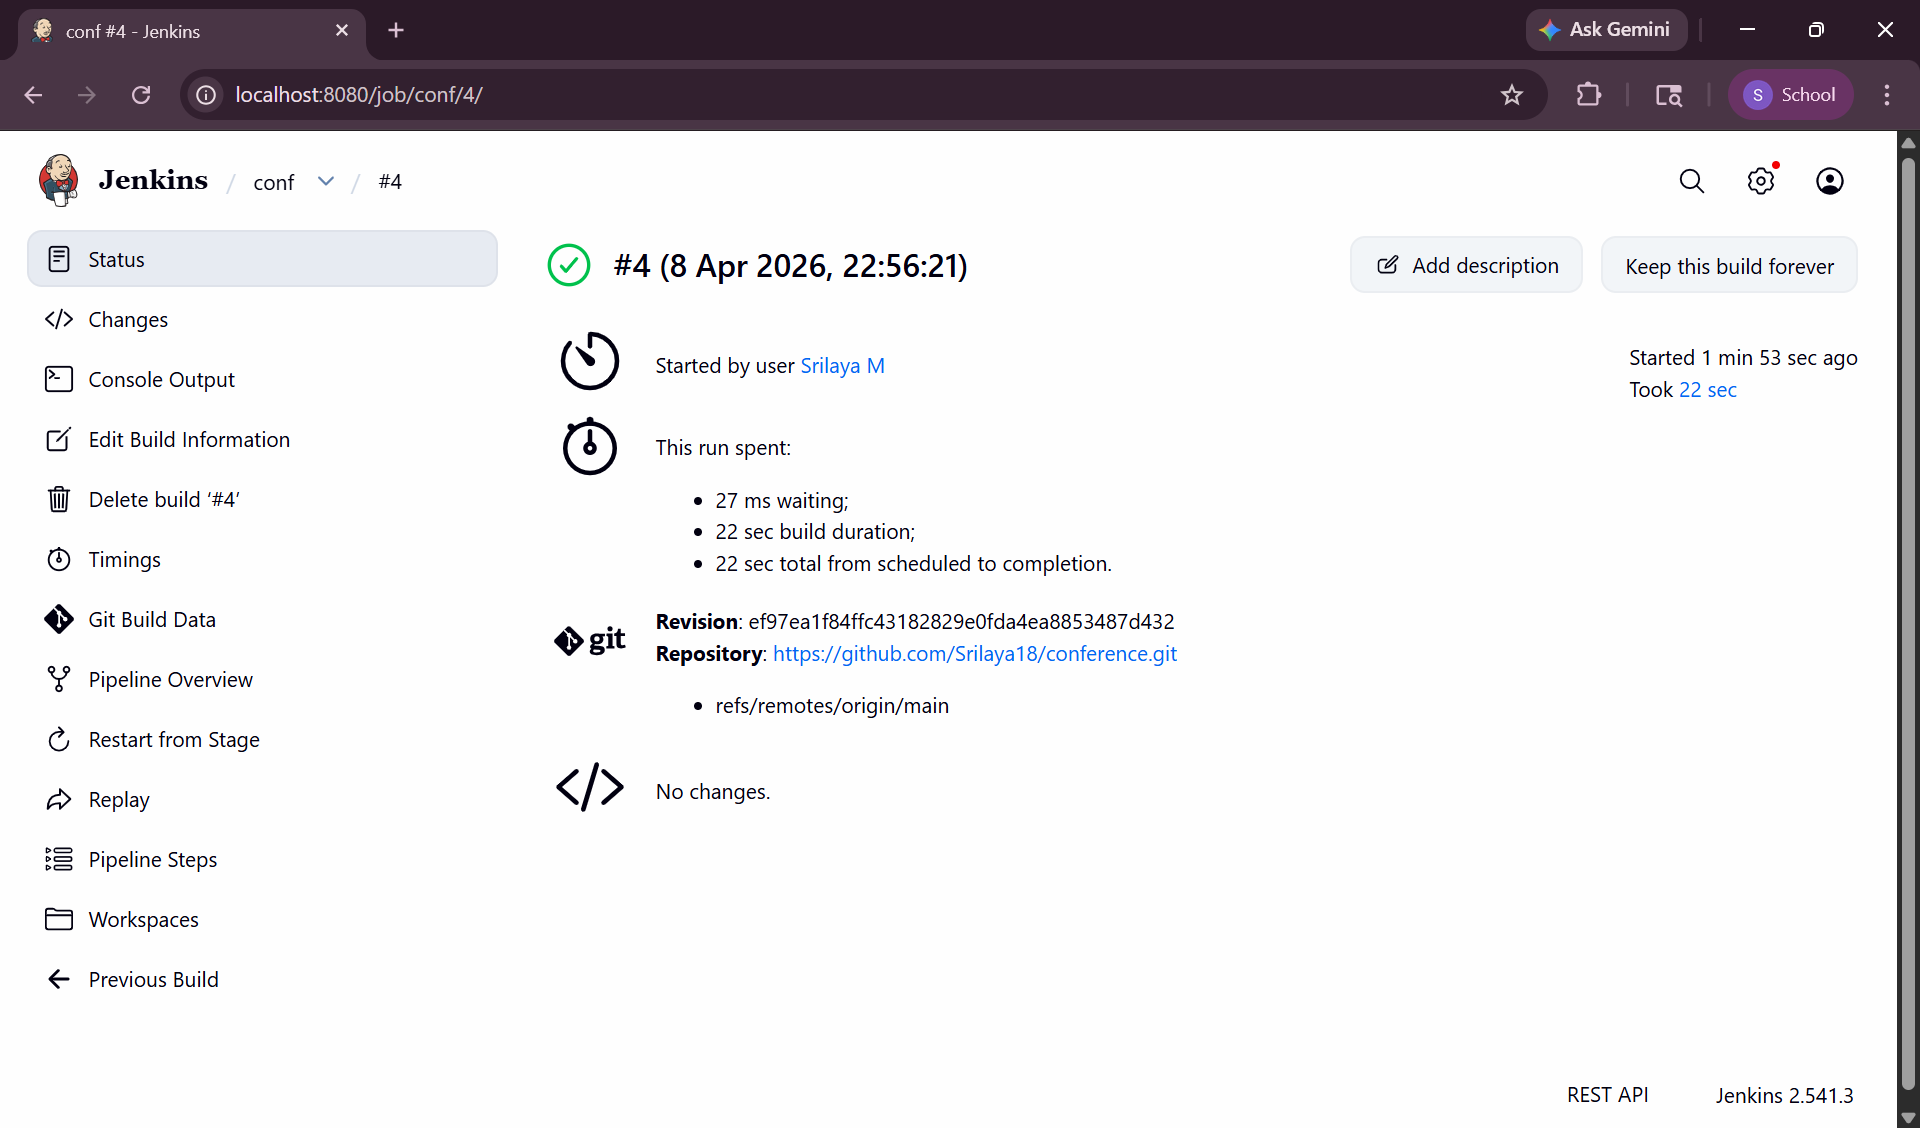 conf #4 - Jenkins
Ask Gemini
localhost:8080/job/conf/4/
S School
Jenkins / conf / #4
Status
Changes
Console Output
Edit Build Information
Delete build ‘#4’
Timings
Git Build Data
Pipeline Overview
Restart from Stage
Replay
Pipeline Steps
Workspaces
Previous Build
#4 (8 Apr 2026, 22:56:21)
Add description
Keep this build forever
Started by user Srilaya M
Started 1 min 53 sec ago
Took 22 sec
This run spent:
• 27 ms waiting;
• 22 sec build duration;
• 22 sec total from scheduled to completion.
git
Revision: ef97ea1f84ffc43182829e0fda4ea8853487d432
Repository: https://github.com/Srilaya18/conference.git
• refs/remotes/origin/main
No changes.
REST API
Jenkins 2.541.3